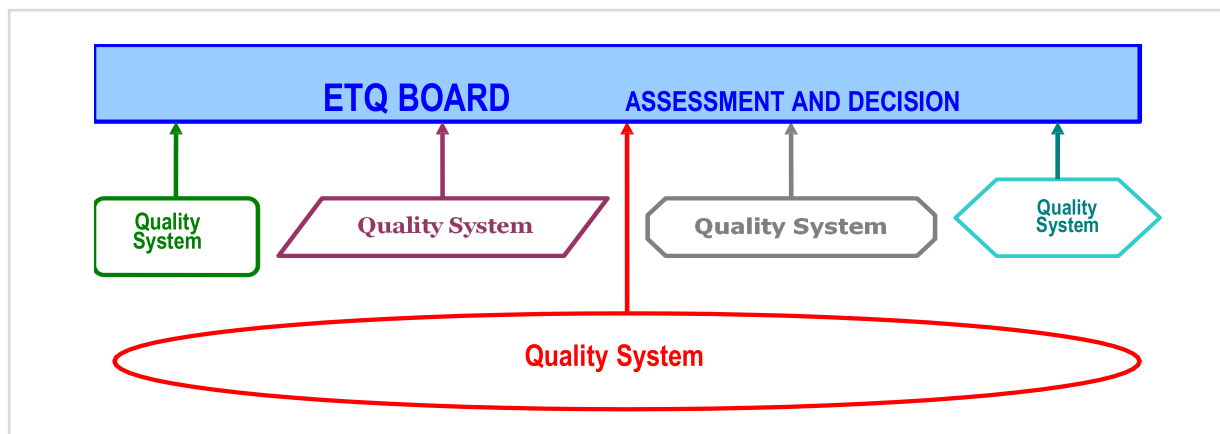 ETQ BOARD ASSESSMENT AND DECISION
Quality
System
Quality System
Quality System
Quality
System
Quality System